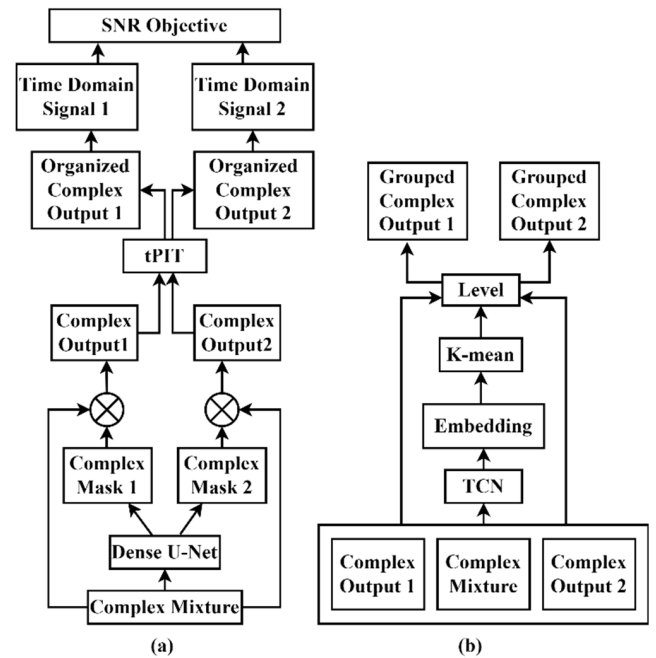 SNR Objective
Time Domain
Signal 1
Time Domain
Signal 2
Organized
Complex
Output 1
Organized
Complex
Output 2
tPIT
Complex
Output1
Complex
Output2
Complex
Mask 1
Complex
Mask 2
Dense U-Net
Complex Mixture
(a)
Grouped
Complex
Output 1
Grouped
Complex
Output 2
Level
K-mean
Embedding
TCN
Complex
Output 1
Complex
Mixture
Complex
Output 2
(b)